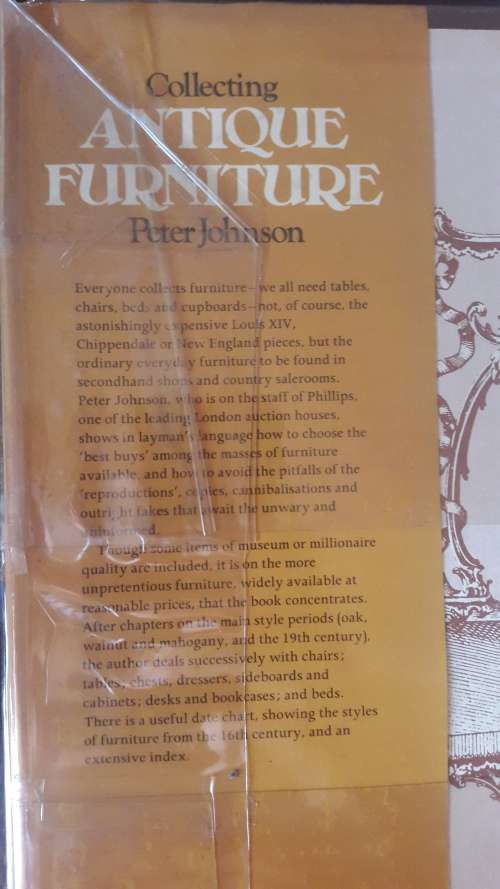 Collecting
ANTIQUE
FURNITURE
Peter Johnson
Everyone collects furniture–we all need tables,
chairs, beds and cupboards–not, of course, the
astonishingly expensive Louis XIV,
Chippendale or New England pieces, but the
ordinary everyday furniture to be found in
secondhand shops and country salerooms.
Peter Johnson, who is on the staff of Phillips,
one of the leading London auction houses,
shows in layman's language how to choose the
'best buys' among the masses of furniture
available, and how to avoid the pitfalls of the
'reproductions', copies, cannibalisations and
outright fakes that await the unwary and
uninformed.
Though some items of museum or millionaire
quality are included, it is on the more
unpretentious furniture, widely available at
reasonable prices, that the book concentrates.
After chapters on the main style periods (oak,
walnut and mahogany, and the 19th century),
the author deals successively with chairs;
tables; chests, dressers, sideboards and
cabinets; desks and bookcases; and beds.
There is a useful date chart, showing the styles
of furniture from the 16th century, and an
extensive index.